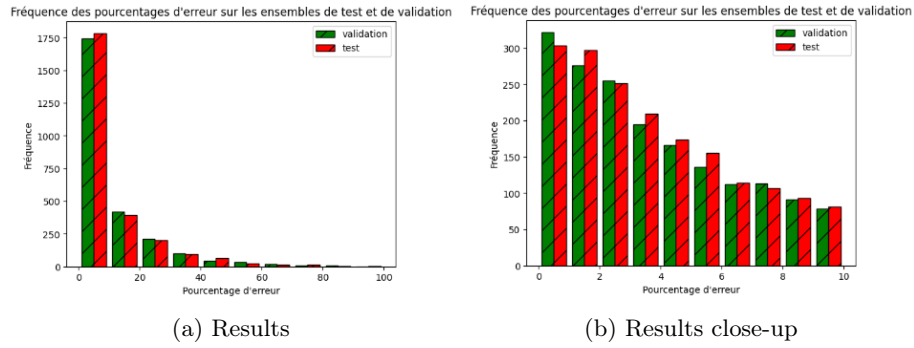 Fréquence des pourcentages d'erreur sur les ensembles de test et de validation
validation
test
1750
1500
1250
1000
750
500
250
0
Fréquence
0 20 40 60 80 100
Pourcentage d'erreur
(a) Results
Fréquence des pourcentages d'erreur sur les ensembles de test et de validation
validation
test
300
250
200
150
100
50
0
Fréquence
0 2 4 6 8 10
Pourcentage d'erreur
(b) Results close-up